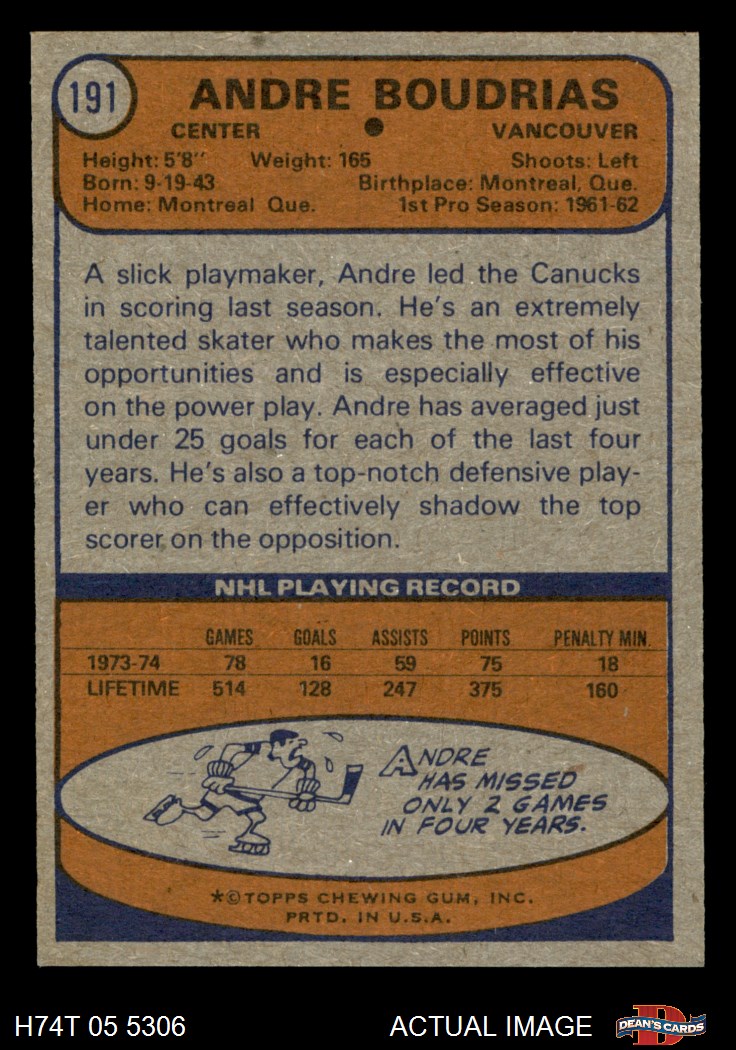 191
ANDRE BOUDRIAS
CENTER ● VANCOUVER
Height: 5'8" Weight: 165 Shoots: Left
Born: 9-19-43 Birthplace: Montreal, Que.
Home: Montreal Que. 1st Pro Season: 1961-62
A slick playmaker, Andre led the Canucks
in scoring last season. He's an extremely
talented skater who makes the most of his
opportunities and is especially effective
on the power play. Andre has averaged just
under 25 goals for each of the last four
years. He's also a top-notch defensive play-
er who can effectively shadow the top
scorer on the opposition.
NHL PLAYING RECORD
GAMES GOALS ASSISTS POINTS PENALTY MIN.
1973-74 78 16 59 75 18
LIFETIME 514 128 247 375 160
ANDRE
HAS MISSED
ONLY 2 GAMES
IN FOUR YEARS.
*©TOPPS CHEWING GUM, INC.
PRTD. IN U.S.A.
H74T 05 5306 ACTUAL IMAGE D DEAN'S CARDS